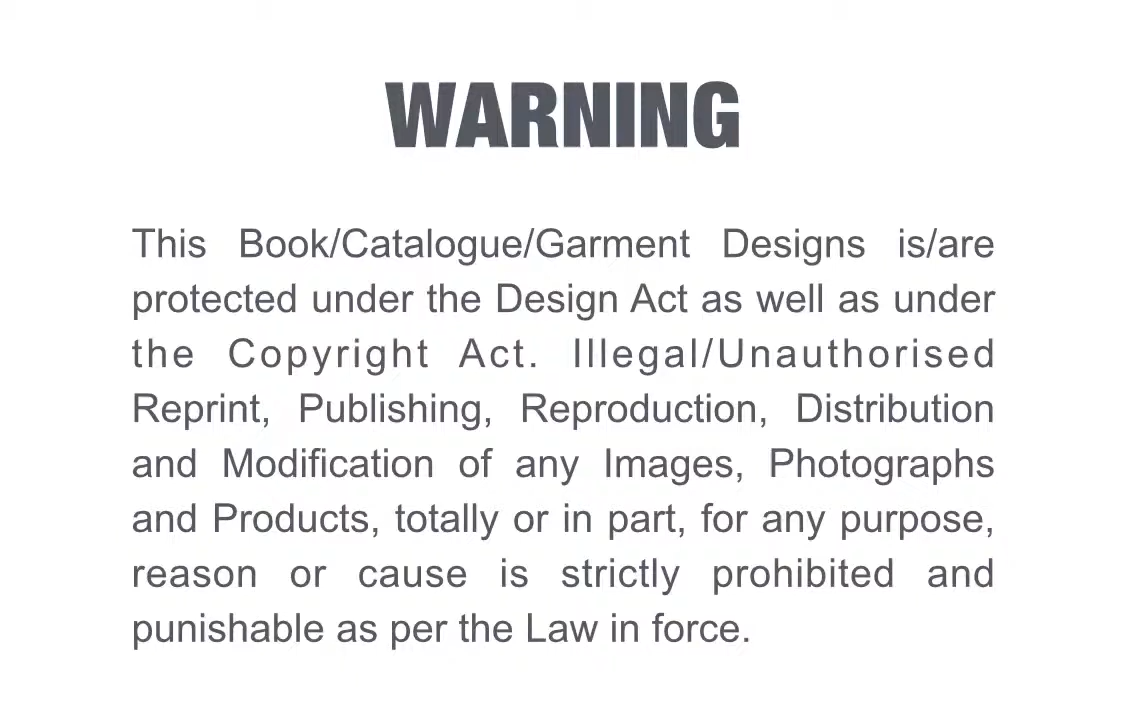 WARNING
This Book/Catalogue/Garment Designs is/are
protected under the Design Act as well as under
the Copyright Act. Illegal/Unauthorised
Reprint, Publishing, Reproduction, Distribution
and Modification of any Images, Photographs
and Products, totally or in part, for any purpose,
reason or cause is strictly prohibited and
punishable as per the Law in force.